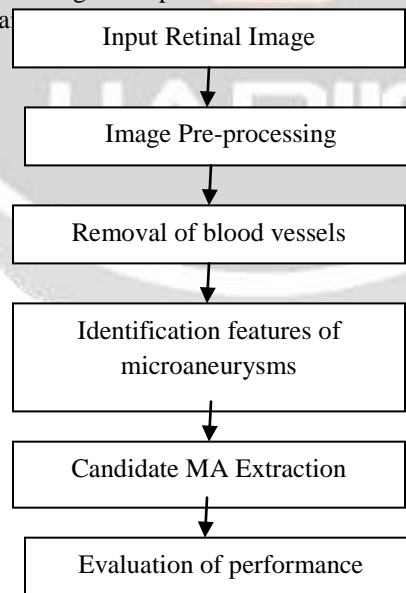 Input Retinal Image
Image Pre-processing
Removal of blood vessels
Identification features of
microaneurysms
Candidate MA Extraction
Evaluation of performance